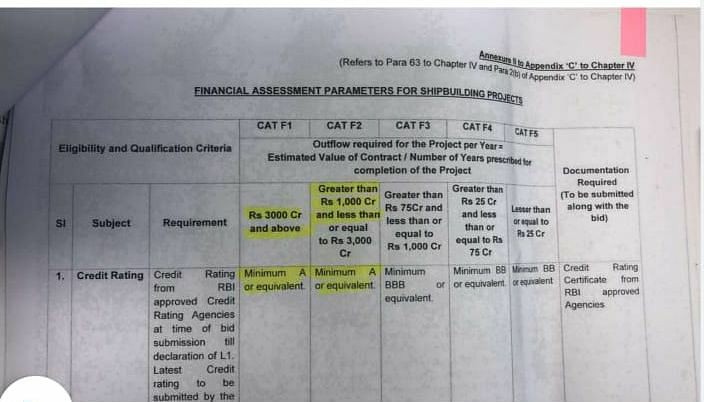 Annexure II to Appendix 'C' to Chapter IV
(Refers to Para 63 to Chapter IV and Para 2(b) of Appendix 'C' to Chapter IV)
FINANCIAL ASSESSMENT PARAMETERS FOR SHIPBUILDING PROJECTS
Eligibility and Qualification Criteria
CAT F1 CAT F2 CAT F3 CAT F4 CAT F5
Outflow required for the Project per Year =
Estimated Value of Contract / Number of Years prescribed for
completion of the Project
Documentation
Required
(To be submitted
along with the
bid)
Sl
Subject
Requirement
Rs 3000 Cr
and above
Greater than
Rs 1,000 Cr
and less than
or equal
to Rs 3,000
Cr
Greater than
Rs 75Cr and
less than or
equal to
Rs 1,000 Cr
Greater than
Rs 25 Cr
and less
than or
equal to Rs
75 Cr
Lesser than
or equal to
Rs 25 Cr
1.
Credit Rating
Credit Rating
from RBI
approved Credit
Rating Agencies
at time of bid
submission till
declaration of L1.
Latest Credit
rating to be
submitted by the
Minimum A
or equivalent.
Minimum A
or equivalent.
Minimum
BBB or
equivalent.
Minimum BB
or equivalent.
Minimum BB
or equivalent
Credit Rating
Certificate from
RBI approved
Agencies